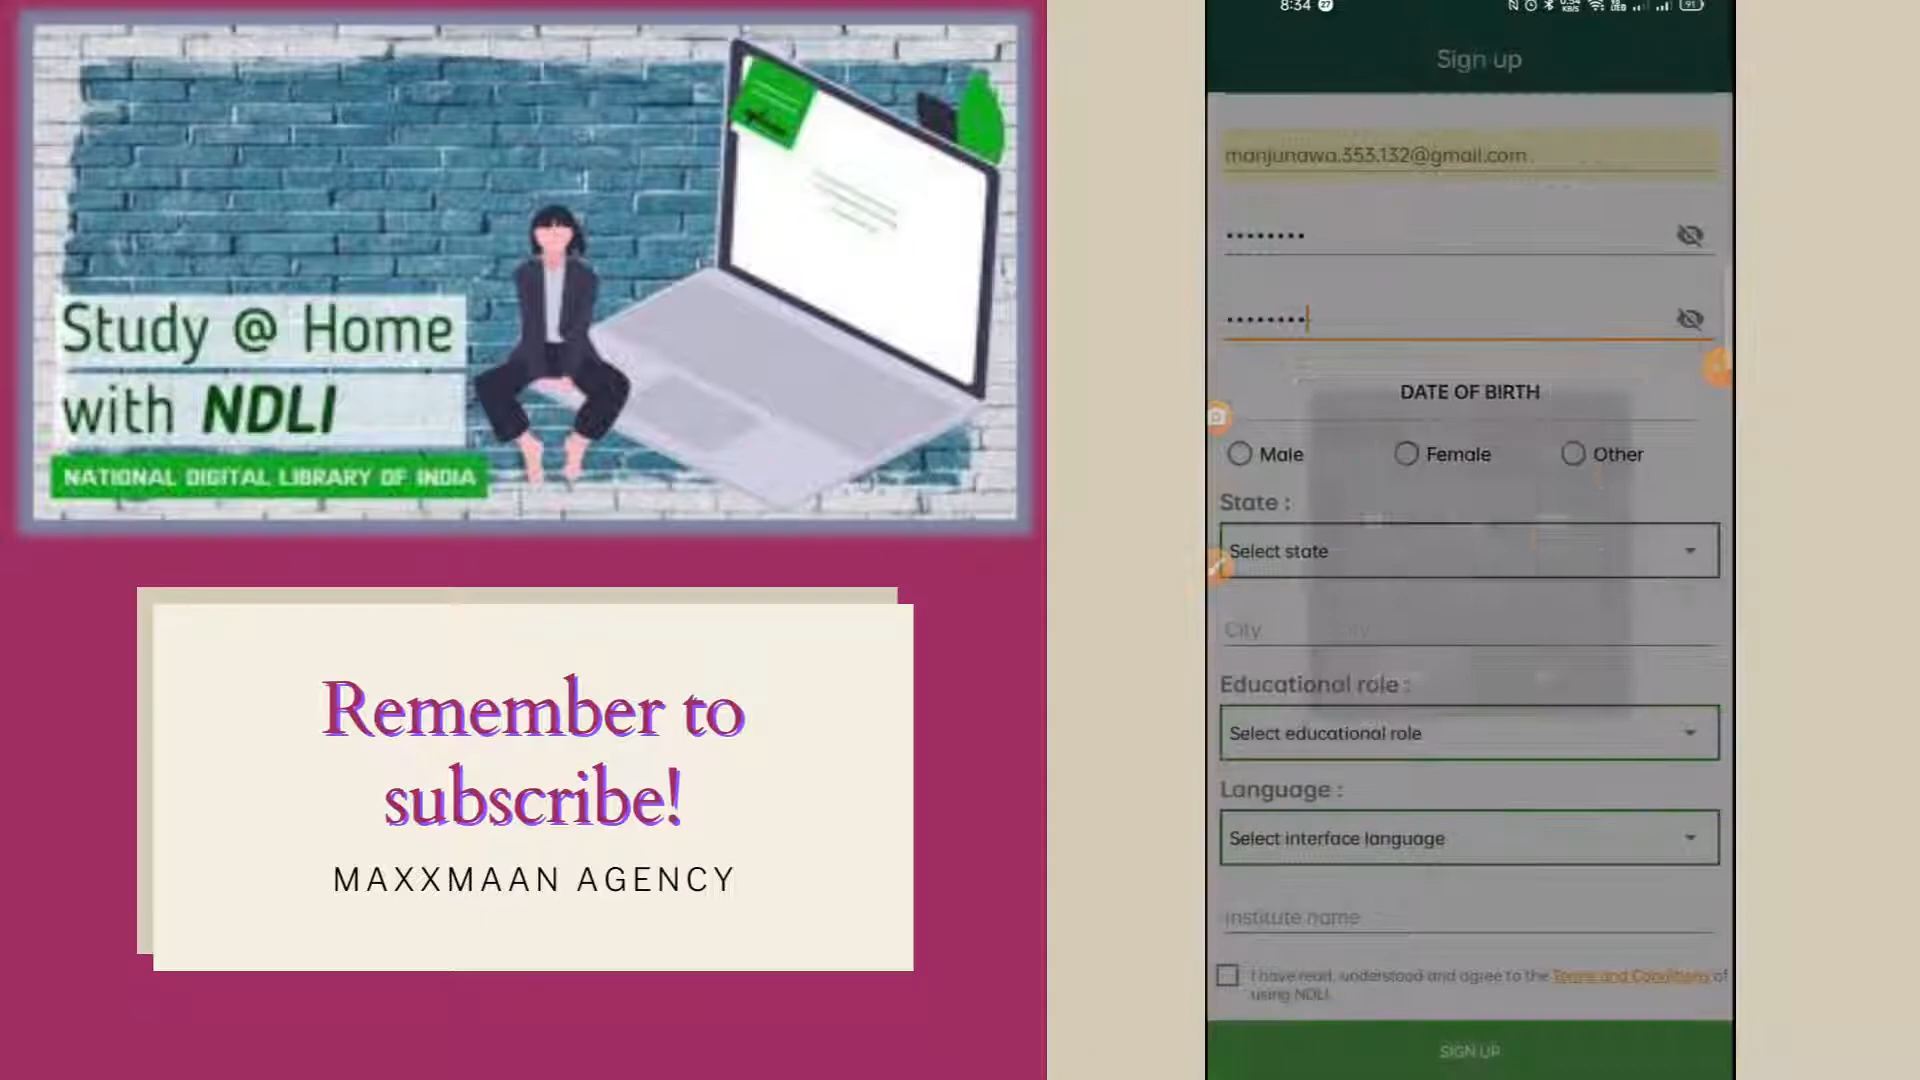 Study @ Home
with NDLI
NATIONAL DIGITAL LIBRARY OF INDIA
Remember to
subscribe!
MAXXMAAN AGENCY
8:34 27
91
Sign up
manjunawa.353.132@gmail.com
DATE OF BIRTH
Male Female Other
State :
Select state
City
Educational role :
Select educational role
Language :
Select interface language
Institute name
I have read, understood and agree to the Terms and Conditions of
using NDLI.
SIGN UP